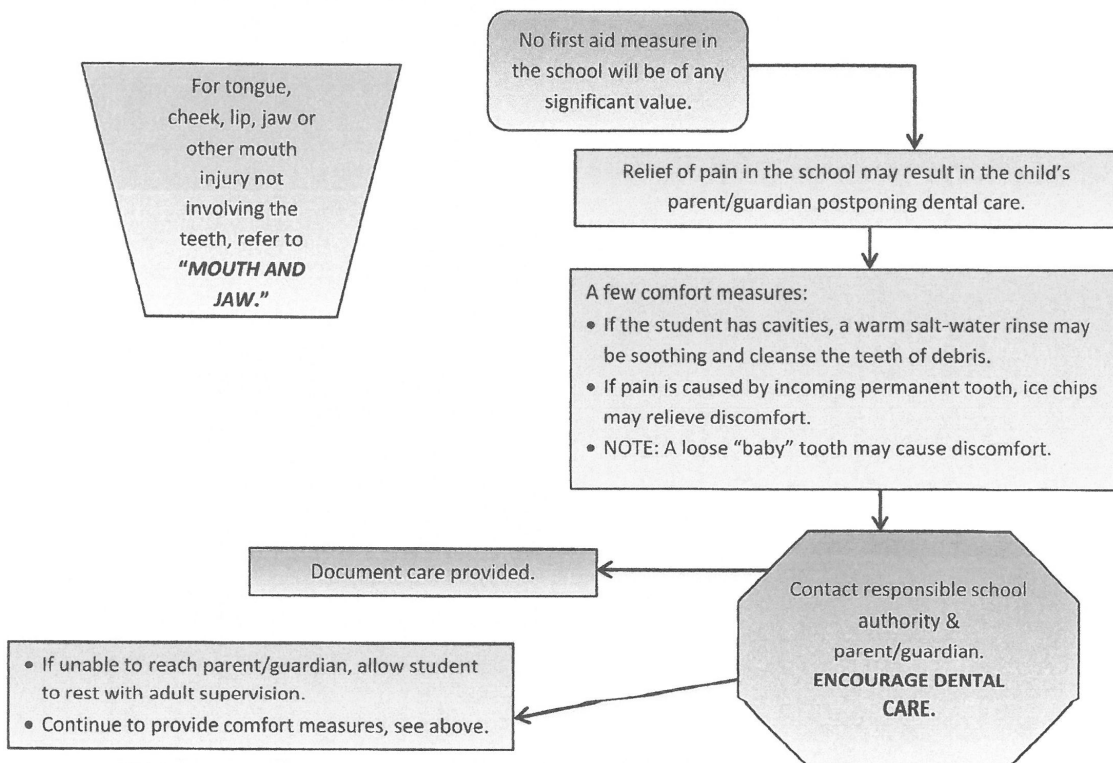 For tongue,
cheek, lip, jaw or
other mouth
injury not
involving the
teeth, refer to
"MOUTH AND
JAW."
No first aid measure in
the school will be of any
significant value.
Relief of pain in the school may result in the child's
parent/guardian postponing dental care.
A few comfort measures:
• If the student has cavities, a warm salt-water rinse may
be soothing and cleanse the teeth of debris.
• If pain is caused by incoming permanent tooth, ice chips
may relieve discomfort.
• NOTE: A loose "baby" tooth may cause discomfort.
Contact responsible school
authority &
parent/guardian.
ENCOURAGE DENTAL
CARE.
Document care provided.
• If unable to reach parent/guardian, allow student
to rest with adult supervision.
• Continue to provide comfort measures, see above.